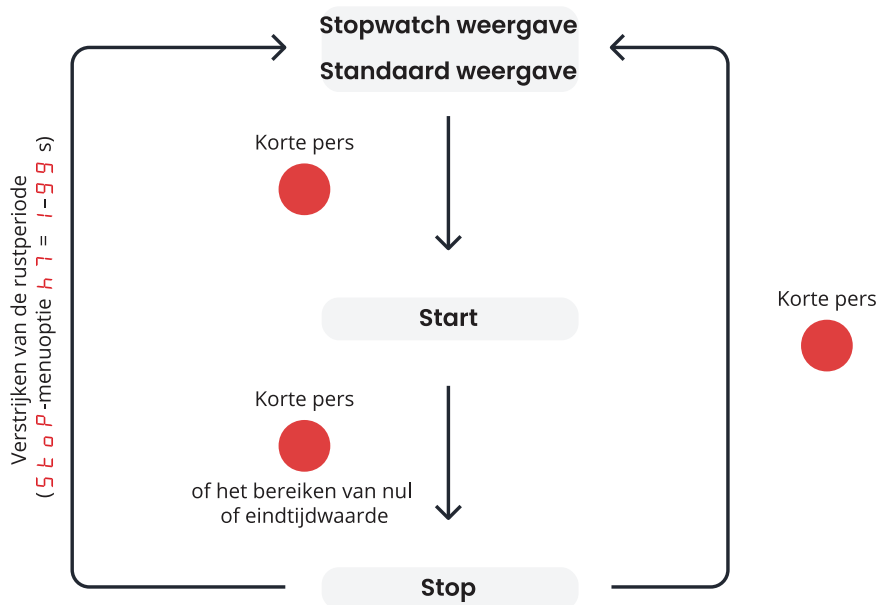 Stopwatch weergave
Standaard weergave
Korte pers
Start
Korte pers
of het bereiken van nul
of eindtijdwaarde
Stop
Verstrijken van de rustperiode
(StoP-menuoptie h7 = 1-99 s)
Korte pers